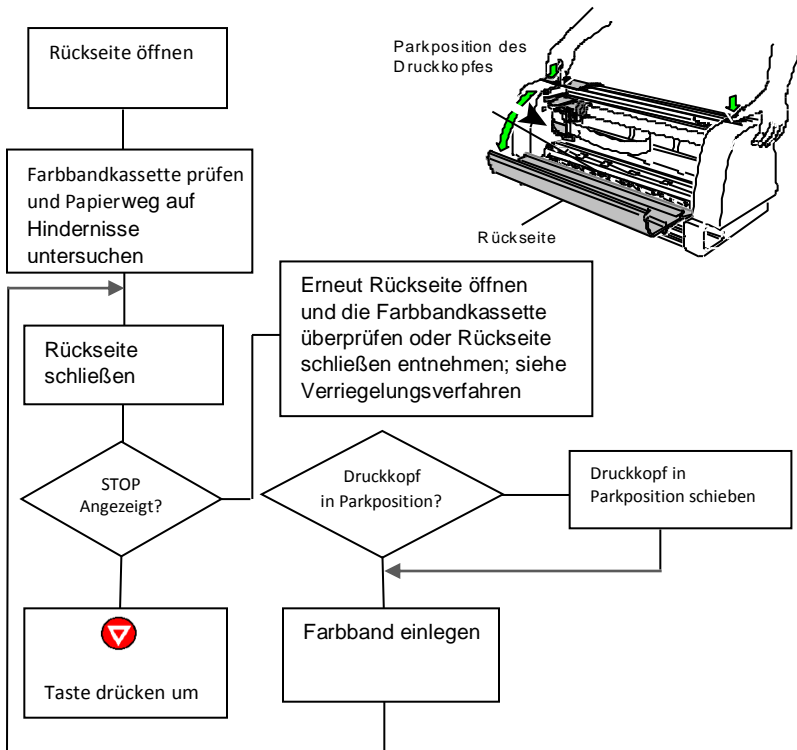 Rückseite öffnen
Parkposition des
Druckkopfes
Rückseite
Farbbandkassette prüfen
und Papierweg auf
Hindernisse
untersuchen
Rückseite
schließen
Erneut Rückseite öffnen
und die Farbbandkassette
überprüfen oder Rückseite
schließen entnehmen; siehe
Verriegelungsverfahren
STOP
Angezeigt?
Druckkopf
in Parkposition?
Druckkopf in
Parkposition schieben
Taste drücken um
Farbband einlegen